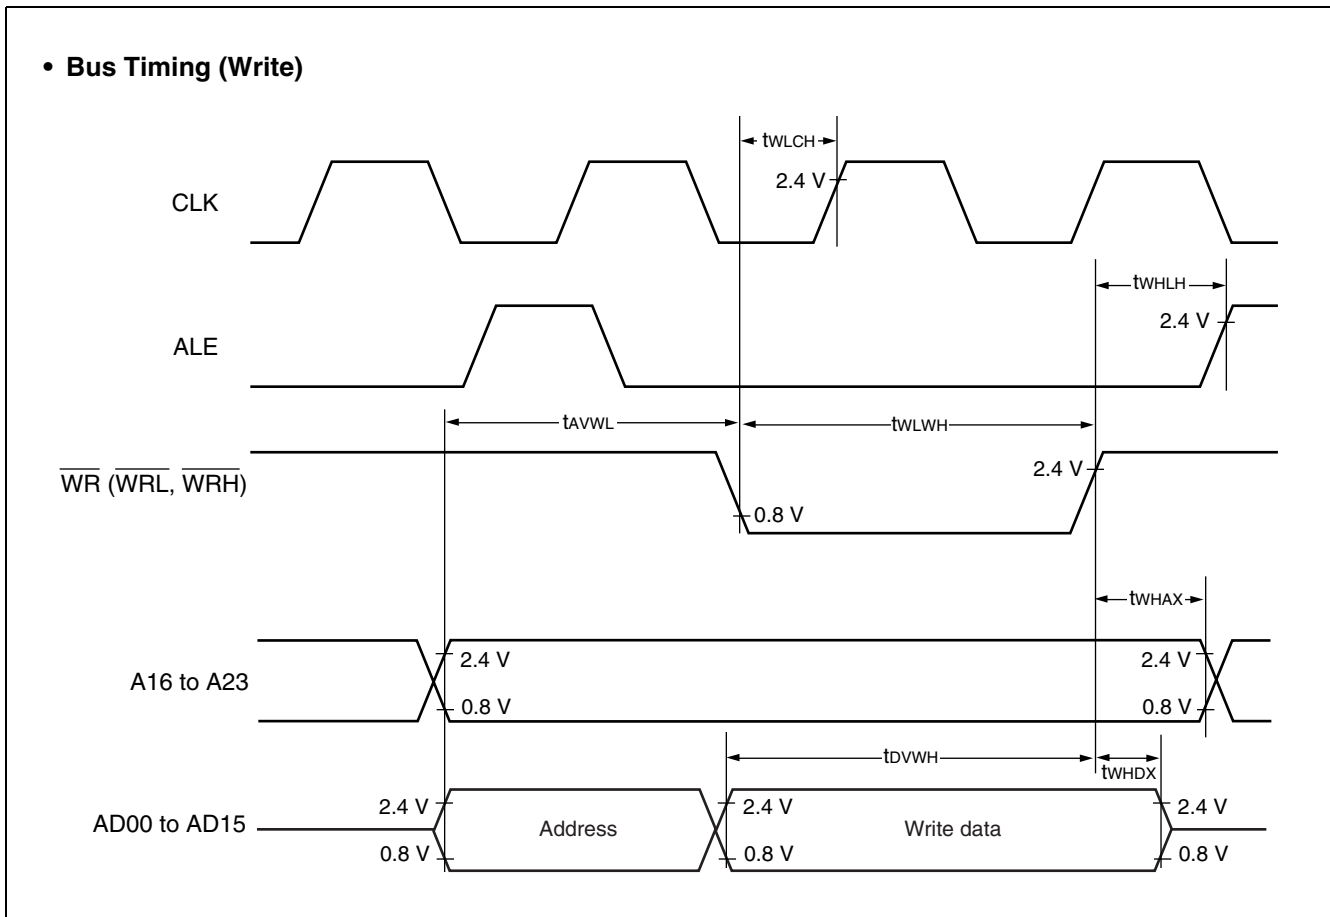 • Bus Timing (Write)
tWLCH
2.4 V
CLK
tWHLH
2.4 V
ALE
tAVWL
tWLWH
2.4 V
WR (WRL, WRH)
0.8 V
tWHAX
2.4 V
2.4 V
A16 to A23
0.8 V
0.8 V
tDVWH
tWHDX
2.4 V
2.4 V
2.4 V
AD00 to AD15
Address
Write data
0.8 V
0.8 V
0.8 V